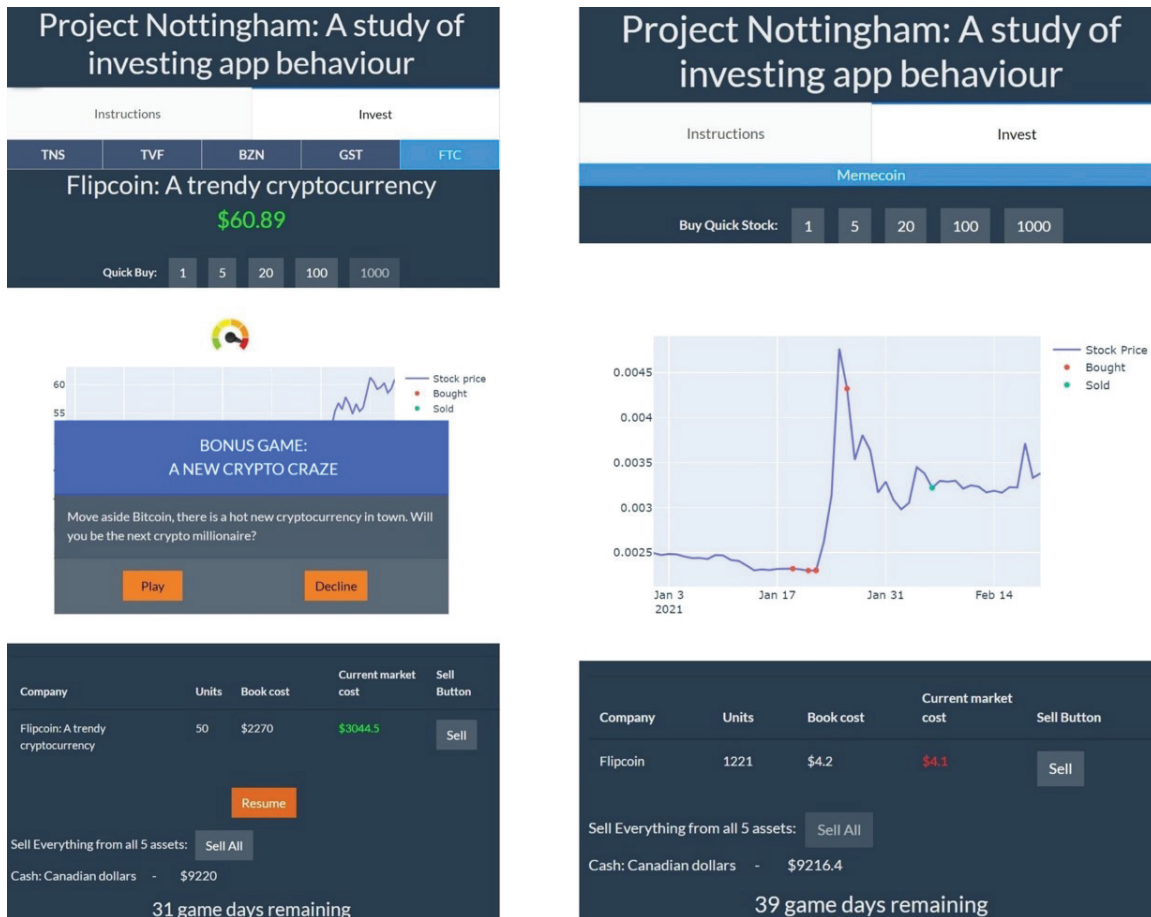 Project Nottingham: A study of
investing app behaviour
Instructions Invest
TNS TVF BZN GST FTC
Flipcoin: A trendy cryptocurrency
$60.89
Quick Buy: 1 5 20 100 1000
60
55
Stock price
Bought
Sold
BONUS GAME:
A NEW CRYPTO CRAZE
Move aside Bitcoin, there is a hot new cryptocurrency in town. Will
you be the next crypto millionaire?
Play Decline
Company Units Book cost Current market cost Sell Button
Flipcoin: A trendy
cryptocurrency
50 $2270 $3044.5 Sell
Resume
Sell Everything from all 5 assets: Sell All
Cash: Canadian dollars - $9220
31 game days remaining
Project Nottingham: A study of
investing app behaviour
Instructions Invest
Memecoin
Buy Quick Stock: 1 5 20 100 1000
0.0045
0.004
0.0035
0.003
0.0025
Jan 3 Jan 17 Jan 31 Feb 14
2021
Stock Price
Bought
Sold
Company Units Book cost Current market cost Sell Button
Flipcoin 1221 $4.2 $4.1 Sell
Sell Everything from all 5 assets: Sell All
Cash: Canadian dollars - $9216.4
39 game days remaining